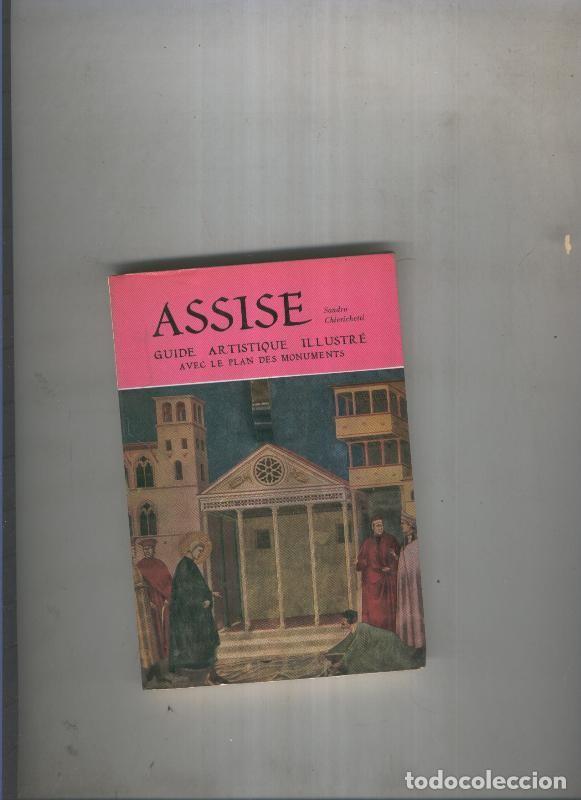 ASSISE
Sandro
Chierichetti
GUIDE ARTISTIQUE ILLUSTRÉ
AVEC LE PLAN DES MONUMENTS
todocoleccion